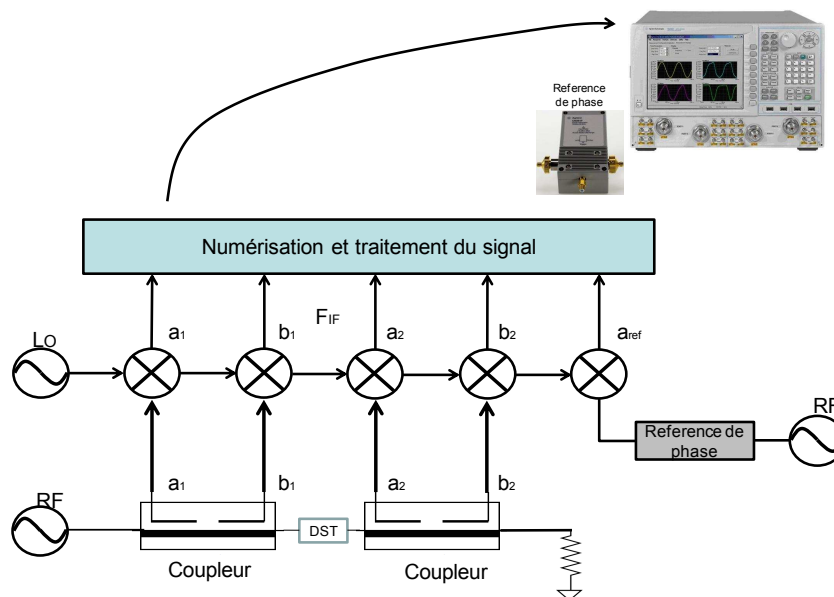 Reference
de phase
Numérisation et traitement du signal
LO
a1
b1
FIF
a2
b2
aref
RF
Reference de
phase
a1
b1
a2
b2
RF
DST
Coupleur
Coupleur